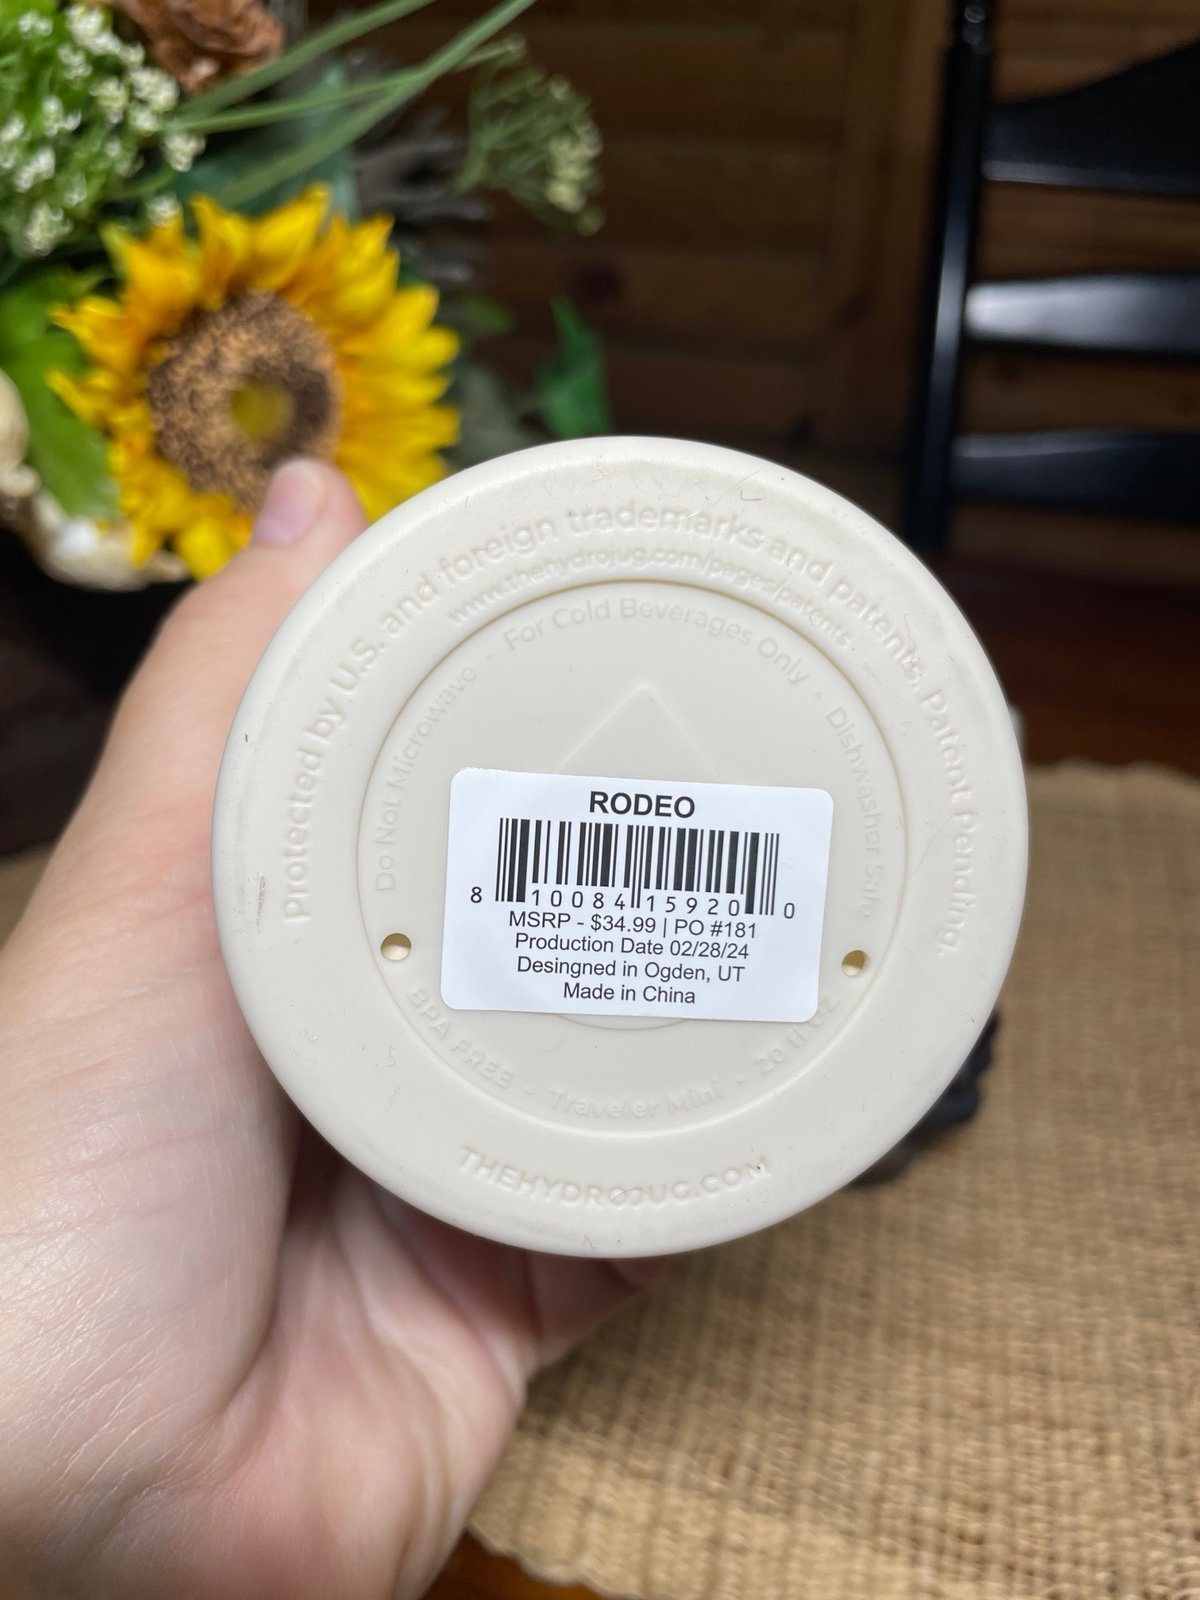 Protected by U.S. and foreign trademarks and patents. Patent Pending.
www.thehydrojug.com/pages/patents.
Do Not Microwave - For Cold Beverages Only - Dishwasher Safe
RODEO
8 10084 15920 0
MSRP - $34.99 | PO #181
Production Date 02/28/24
Desingned in Ogden, UT
Made in China
BPA FREE - Traveler Mini - 20 fl oz
THEHYDROJUG.COM